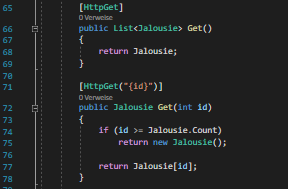 65 [HttpGet]
0 Verweise
66 public List<Jalousie> Get()
67 {
68 return Jalousie;
69 }
70
71 [HttpGet("{id}")]
0 Verweise
72 public Jalousie Get(int id)
73 {
74 if (id >= Jalousie.Count)
75 return new Jalousie();
76
77 return Jalousie[id];
78 }